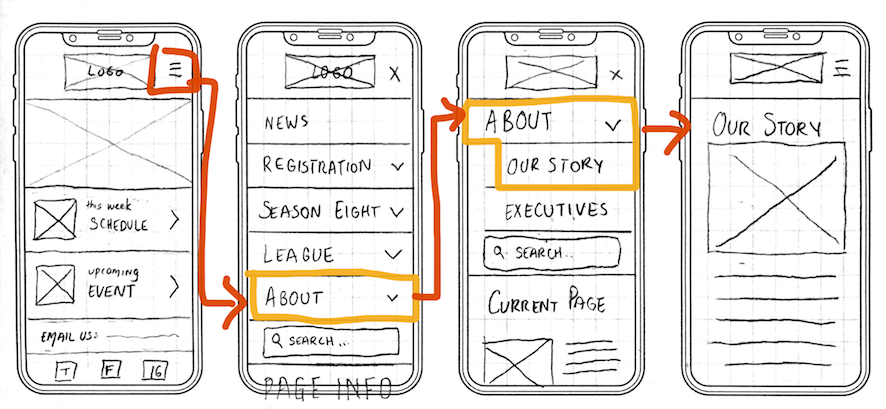 LOGO
this week
SCHEDULE
upcoming
EVENT
EMAIL US:
T F IG
LOGO X
NEWS
REGISTRATION
SEASON EIGHT
LEAGUE
ABOUT
SEARCH...
PAGE INFO
X
ABOUT
OUR STORY
EXECUTIVES
SEARCH...
CURRENT PAGE
OUR STORY